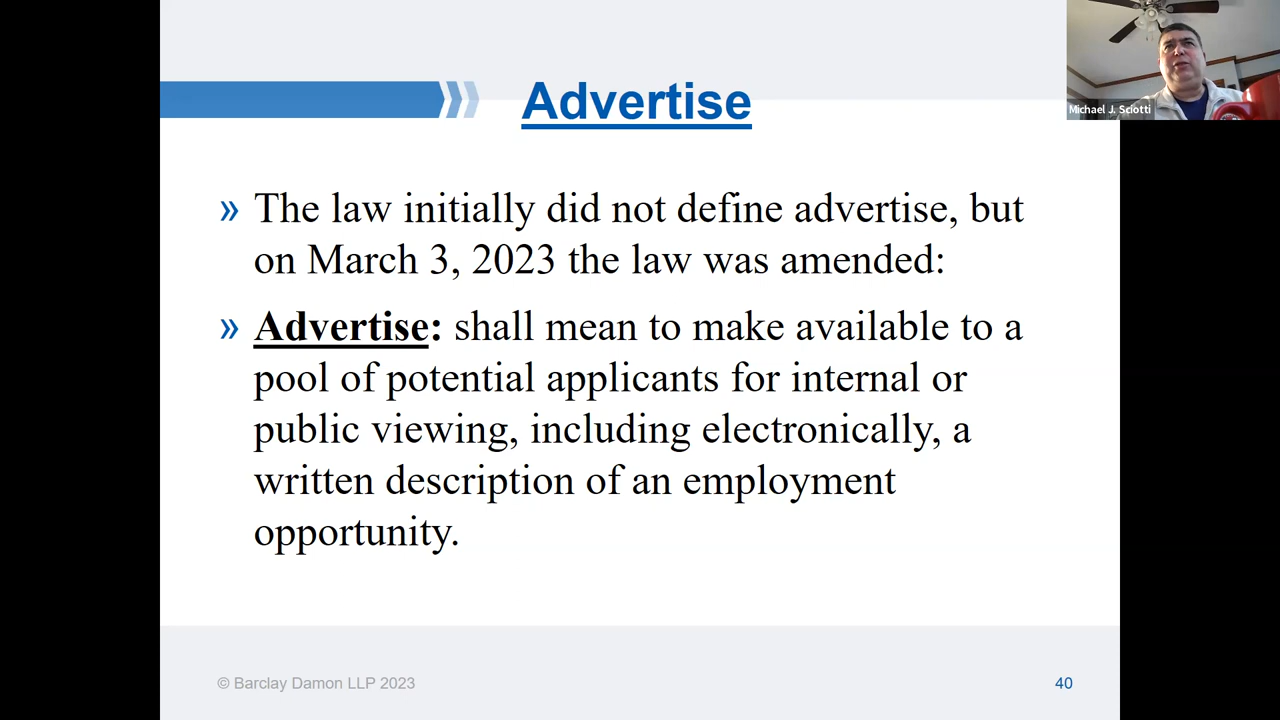 Advertise
Michael J. Sciotti
» The law initially did not define advertise, but
on March 3, 2023 the law was amended:
» Advertise: shall mean to make available to a
pool of potential applicants for internal or
public viewing, including electronically, a
written description of an employment
opportunity.
© Barclay Damon LLP 2023
40